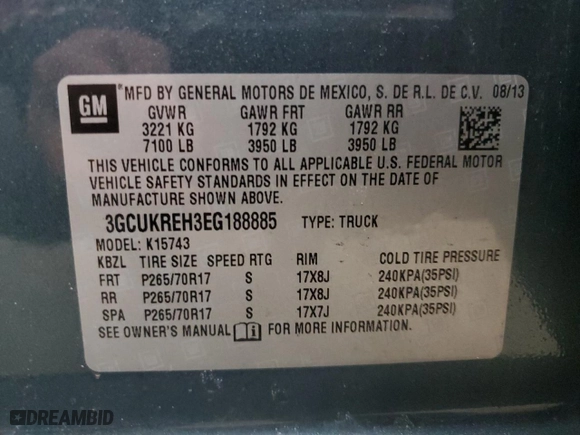 GM
MFD BY GENERAL MOTORS DE MEXICO, S. DE R.L. DE C.V. 08/13
GVWR GAWR FRT GAWR RR
3221 KG 1792 KG 1792 KG
7100 LB 3950 LB 3950 LB
THIS VEHICLE CONFORMS TO ALL APPLICABLE U.S. FEDERAL MOTOR
VEHICLE SAFETY STANDARDS IN EFFECT ON THE DATE OF
MANUFACTURE SHOWN ABOVE.
3GCUKREH3EG188885 TYPE: TRUCK
MODEL: K15743
KBZL TIRE SIZE SPEED RTG RIM COLD TIRE PRESSURE
FRT P265/70R17 S 17X8J 240KPA(35PSI)
RR P265/70R17 S 17X8J 240KPA(35PSI)
SPA P265/70R17 S 17X7J 240KPA(35PSI)
SEE OWNER'S MANUAL FOR MORE INFORMATION.
DREAMBID